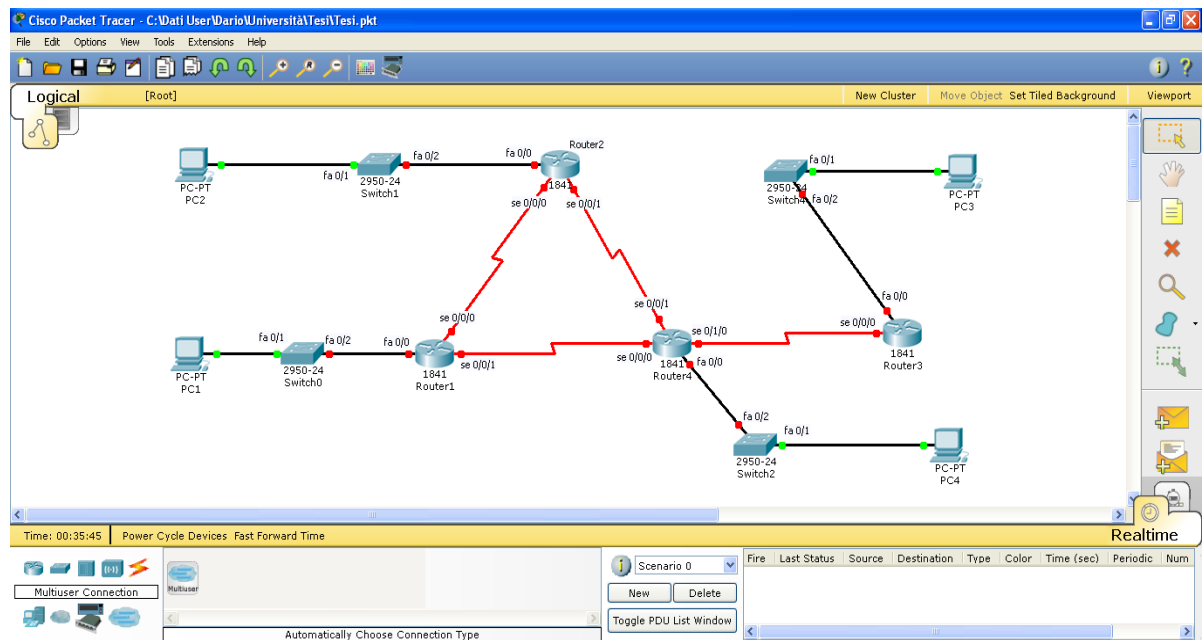 Cisco Packet Tracer - C:\Dati User\Dario\Università\Tesi\Tesi.pkt
File Edit Options View Tools Extensions Help
Logical [Root] New Cluster Move Object Set Tiled Background Viewport
Router2
fa 0/2 fa 0/0
fa 0/1
PC-PT
PC2
2950-24
Switch1
1841
se 0/0/0 se 0/0/1
fa 0/1
2950-24
Switch4
fa 0/2
PC-PT
PC3
se 0/0/0
se 0/0/1
fa 0/0
fa 0/1 fa 0/2 fa 0/0
se 0/0/1
se 0/0/0
se 0/1/0
se 0/0/0
fa 0/0
PC-PT
PC1
2950-24
Switch0
1841
Router1
1841
Router4
1841
Router3
fa 0/2
fa 0/1
2950-24
Switch2
PC-PT
PC4
Time: 00:35:45 Power Cycle Devices Fast Forward Time Realtime
Multiuser Connection
Multiuser
Automatically Choose Connection Type
Scenario 0
New Delete
Toggle PDU List Window
Fire Last Status Source Destination Type Color Time (sec) Periodic Num